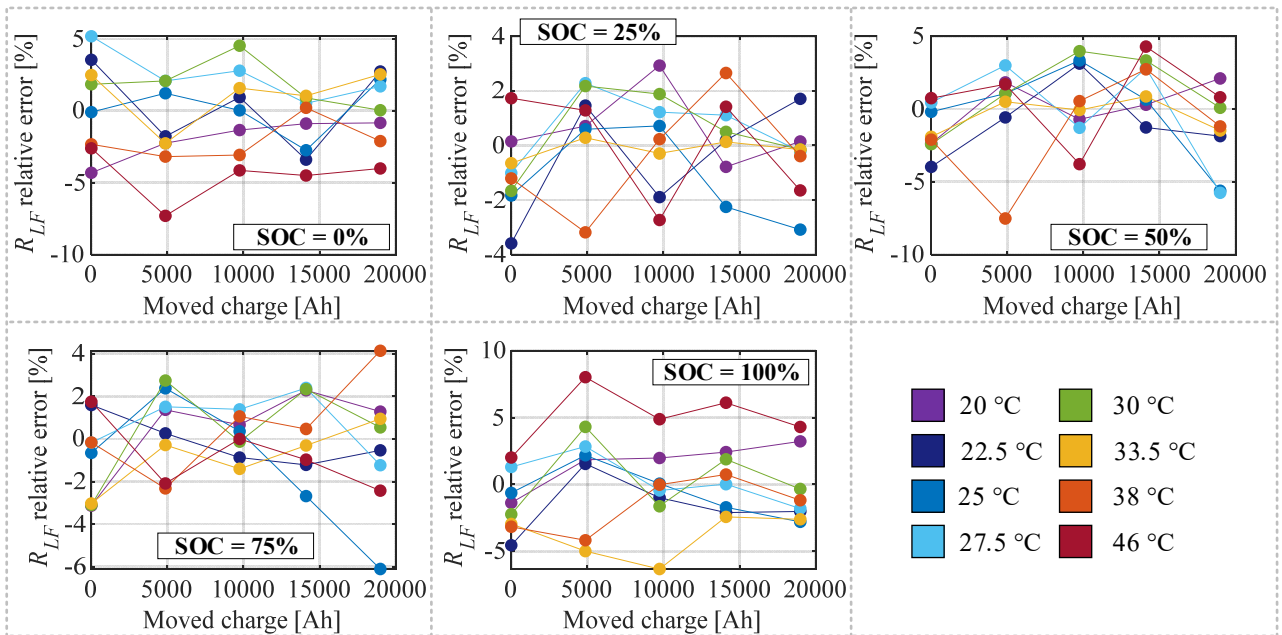 R_LF relative error [%]
5
0
-5
-10
SOC = 0%
0 5000 10000 15000 20000
Moved charge [Ah]
R_LF relative error [%]
SOC = 25%
4
2
0
-2
-4
0 5000 10000 15000 20000
Moved charge [Ah]
R_LF relative error [%]
5
0
-5
-10
SOC = 50%
0 5000 10000 15000 20000
Moved charge [Ah]
R_LF relative error [%]
4
2
0
-2
-4
-6
SOC = 75%
0 5000 10000 15000 20000
Moved charge [Ah]
R_LF relative error [%]
10
5
0
-5
SOC = 100%
0 5000 10000 15000 20000
Moved charge [Ah]
20 °C 30 °C
22.5 °C 33.5 °C
25 °C 38 °C
27.5 °C 46 °C